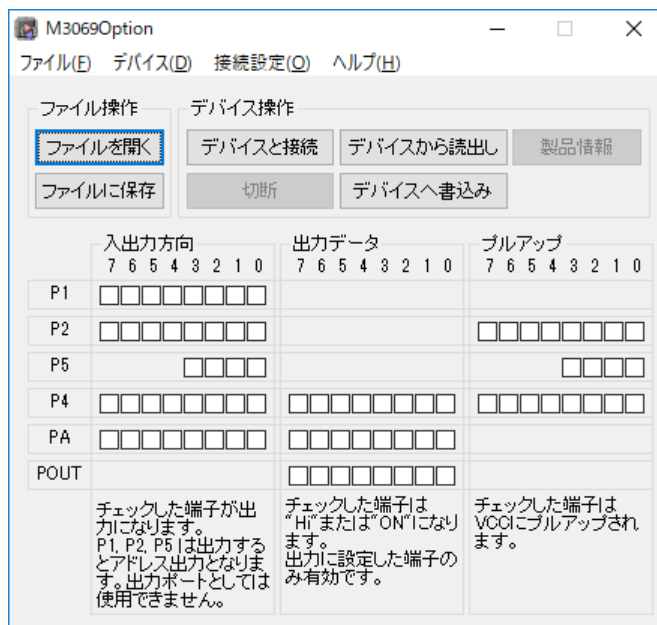 M3069Option
ファイル(F) デバイス(D) 接続設定(O) ヘルプ(H)
ファイル操作 デバイス操作
ファイルを開く デバイスと接続 デバイスから読出し 製品情報
ファイルに保存 切断 デバイスへ書込み
入出力方向 出力データ プルアップ
7 6 5 4 3 2 1 0 7 6 5 4 3 2 1 0 7 6 5 4 3 2 1 0
P1
P2
P5
P4
PA
POUT
チェックした端子が出
力になります。
P1, P2, P5 は出力する
とアドレス出力となりま
す。出力ポートとしては
使用できません。
チェックした端子は
"Hi"または"ON"になり
ます。
出力に設定した端子の
み有効です。
チェックした端子は
VCCにプルアップされ
ます。